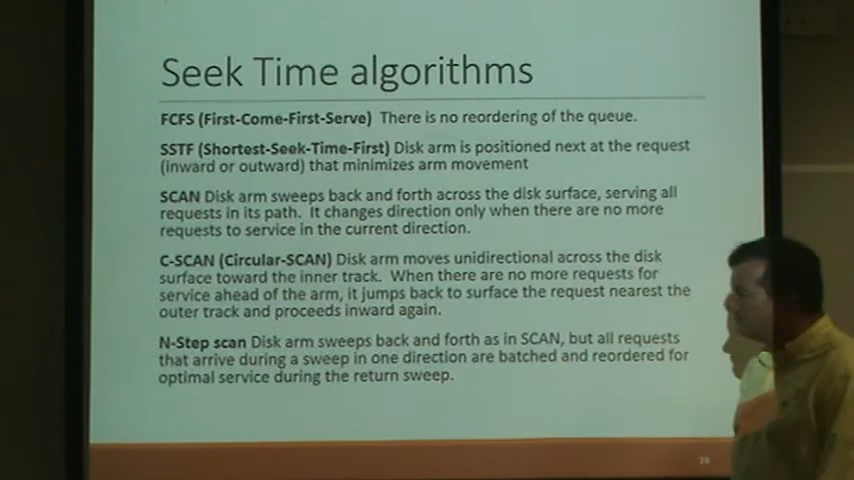 Seek Time algorithms
FCFS (First-Come-First-Serve) There is no reordering of the queue.
SSTF (Shortest-Seek-Time-First) Disk arm is positioned next at the request
(inward or outward) that minimizes arm movement
SCAN Disk arm sweeps back and forth across the disk surface, serving all
requests in its path. It changes direction only when there are no more
requests to service in the current direction.
C-SCAN (Circular-SCAN) Disk arm moves unidirectional across the disk
surface toward the inner track. When there are no more requests for
service ahead of the arm, it jumps back to surface the request nearest the
outer track and proceeds inward again.
N-Step scan Disk arm sweeps back and forth as in SCAN, but all requests
that arrive during a sweep in one direction are batched and reordered for
optimal service during the return sweep.